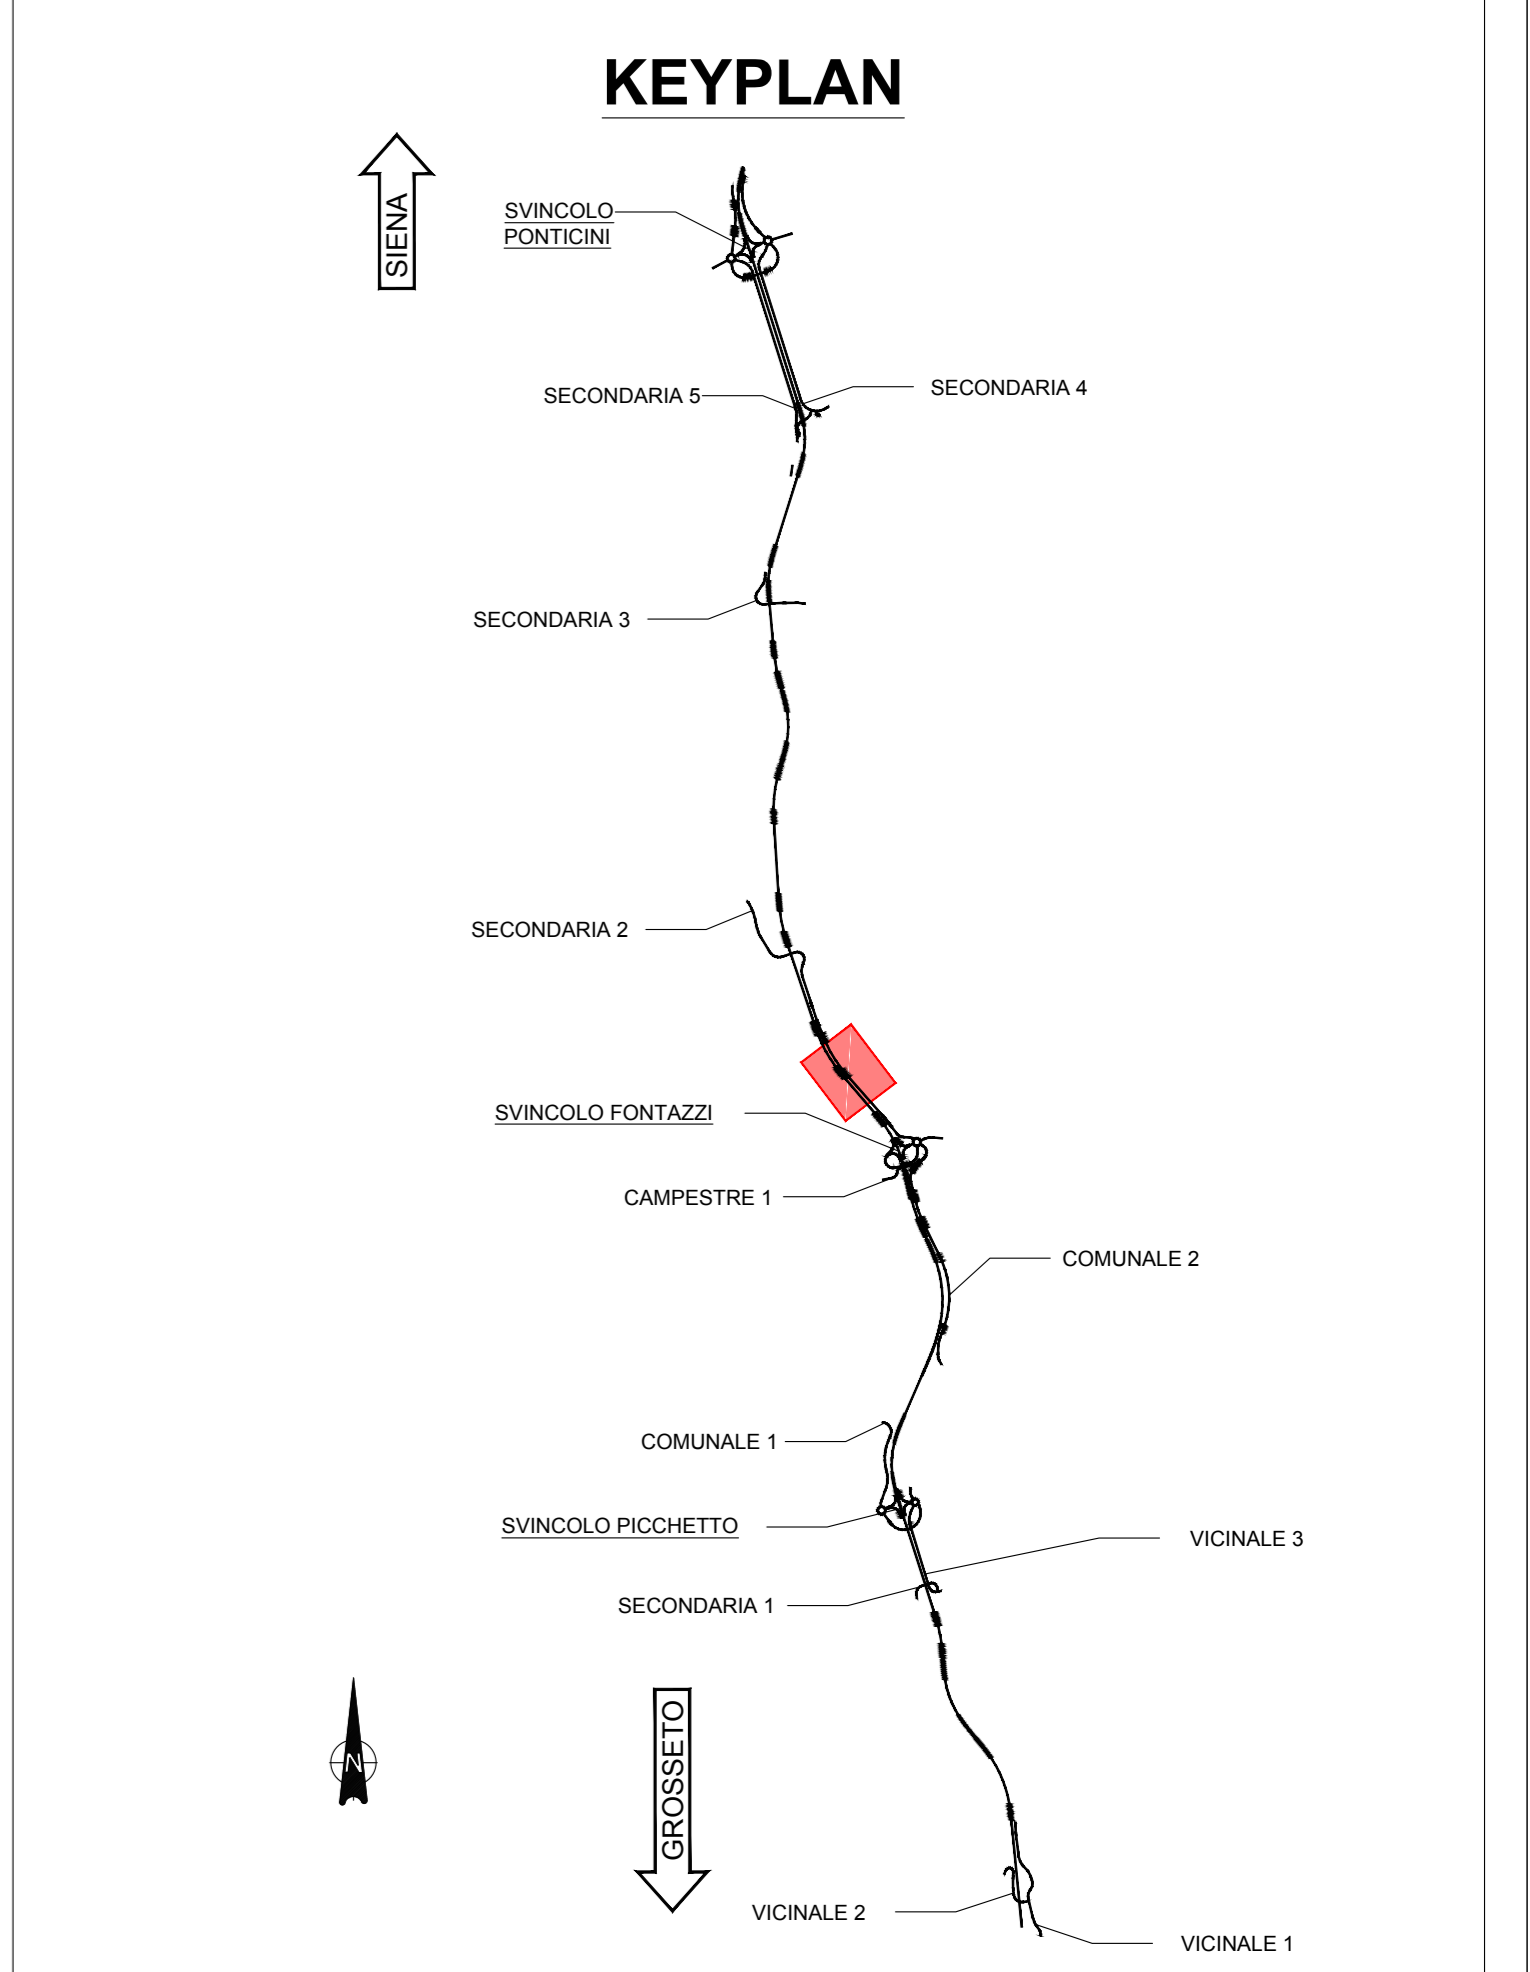 KEYPLAN
SIENA
SVINCOLO
PONTICINI
SECONDARIA 5
SECONDARIA 4
SECONDARIA 3
SECONDARIA 2
SVINCOLO FONTAZZI
CAMPESTRE 1
COMUNALE 2
COMUNALE 1
SVINCOLO PICCHETTO
VICINALE 3
SECONDARIA 1
N
GROSSETO
VICINALE 2
VICINALE 1